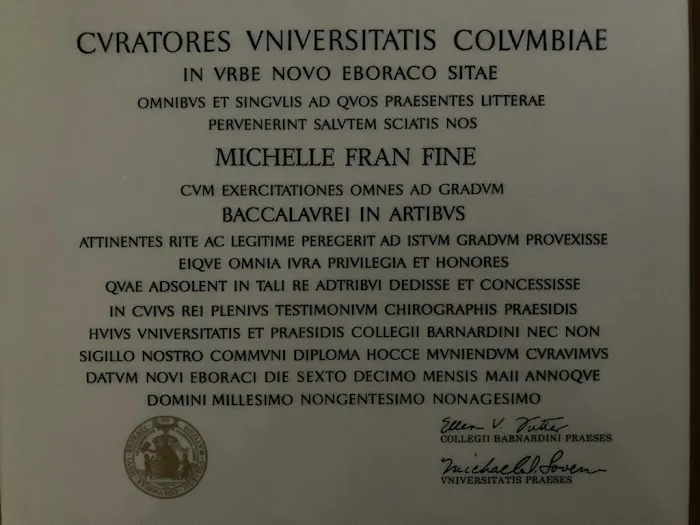 CVRATORES VNIVERSITATIS COLVMBIAE
IN VRBE NOVO EBORACO SITAE
OMNIBVS ET SINGVLIS AD QVOS PRAESENTES LITTERAE
PERVENERINT SALVTEM SCIATIS NOS
MICHELLE FRAN FINE
CVM EXERCITATIONES OMNES AD GRADVM
BACCALAVREI IN ARTIBVS
ATTINENTES RITE AC LEGITIME PEREGERIT AD ISTVM GRADVM PROVEXISSE
EIQVE OMNIA IVRA PRIVILEGIA ET HONORES
QVAE ADSOLENT IN TALI RE ADTRIBVI DEDISSE ET CONCESSISSE
IN CVIVS REI PLENIVS TESTIMONIVM CHIROGRAPHIS PRAESIDIS
HVIVS VNIVERSITATIS ET PRAESIDIS COLLEGII BARNARDINI NEC NON
SIGILLO NOSTRO COMMVNI DIPLOMA HOCCE MVNIENDVM CVRAVIMVS
DATVM NOVI EBORACI DIE SEXTO DECIMO MENSIS MAII ANNOQVE
DOMINI MILLESIMO NONGENTESIMO NONAGESIMO
Ellen V. Futter
COLLEGII BARNARDINI PRAESES
Michael I. Sovern
VNIVERSITATIS PRAESES